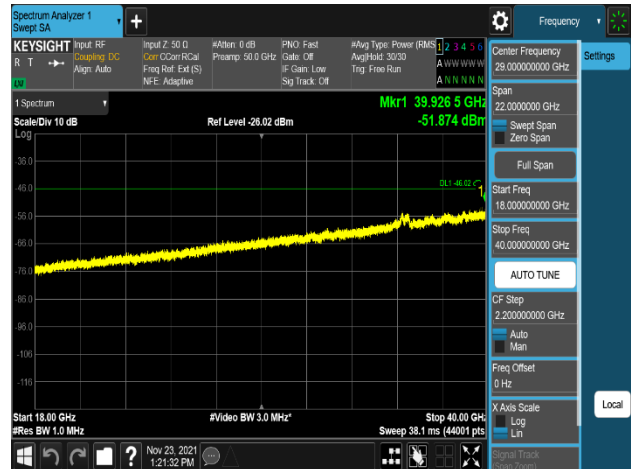 Spectrum Analyzer 1
Swept SA
Frequency
KEYSIGHT
R T
LW
Input: RF
Coupling: DC
Align: Auto
Input Z: 50 Ω
Corr CCorr RCal
Freq Ref: Ext (S)
NFE: Adaptive
#Atten: 0 dB
Preamp: 50.0 GHz
PNO: Fast
Gate: Off
IF Gain: Low
Sig Track: Off
#Avg Type: Power (RMS
Avg|Hold: 30/30
Trig: Free Run
1 2 3 4 5 6
A W W W W W
A N N N N N
1 Spectrum
Scale/Div 10 dB
Log
Ref Level -26.02 dBm
Mkr1 39.926 5 GHz
-51.874 dBm
DL1 -46.02
1
-36.0
-46.0
-56.0
-66.0
-76.0
-86.0
-96.0
-106
-116
Start 18.00 GHz
#Res BW 1.0 MHz
#Video BW 3.0 MHz*
Stop 40.00 GHz
Sweep 38.1 ms (44001 pts
Nov 23, 2021
1:21:32 PM
Center Frequency
29.000000000 GHz
Span
22.0000000 GHz
Swept Span
Zero Span
Full Span
Start Freq
18.000000000 GHz
Stop Freq
40.000000000 GHz
AUTO TUNE
CF Step
2.200000000 GHz
Auto
Man
Freq Offset
0 Hz
X Axis Scale
Log
Lin
Signal Track
(Span Zoom)
Settings
Local